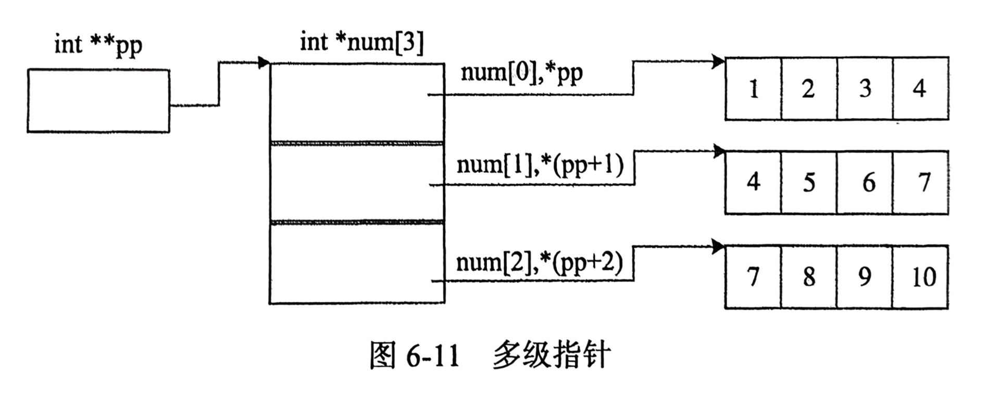 int **pp
int *num[3]
num[0],*pp
1 2 3 4
num[1],*(pp+1)
4 5 6 7
num[2],*(pp+2)
7 8 9 10
图 6-11 多级指针